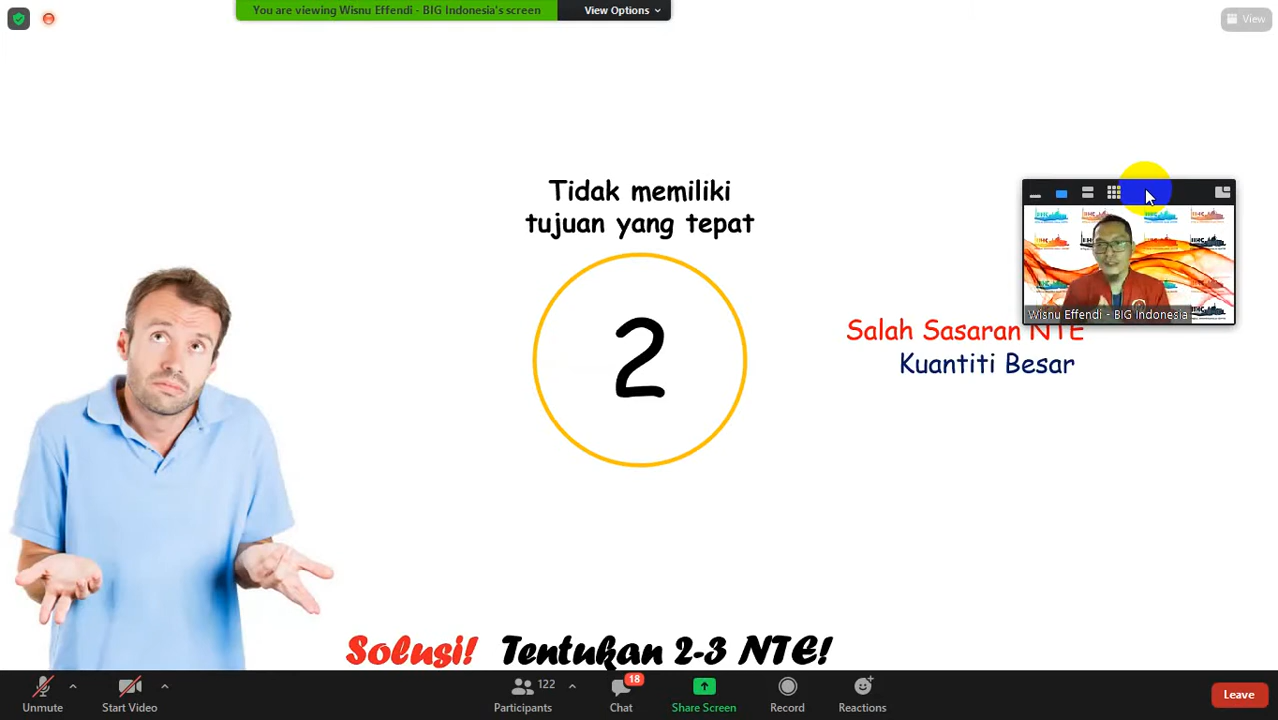 You are viewing Wisnu Effendi - BIG Indonesia's screen
View Options
View
Tidak memiliki
tujuan yang tepat
2
Wisnu Effendi - BIG Indonesia
Salah Sasaran NTE
Kuantiti Besar
Solusi! Tentukan 2-3 NTE!
Unmute
Start Video
122
Participants
18
Chat
Share Screen
Record
Reactions
Leave